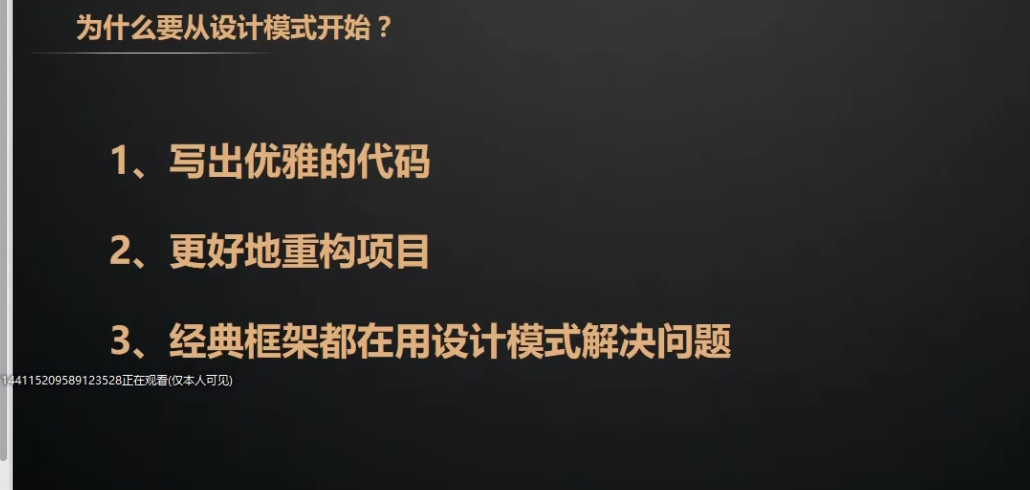 为什么要从设计模式开始？
1、写出优雅的代码
2、更好地重构项目
3、经典框架都在用设计模式解决问题
144115209589123528正在观看(仅本人可见)